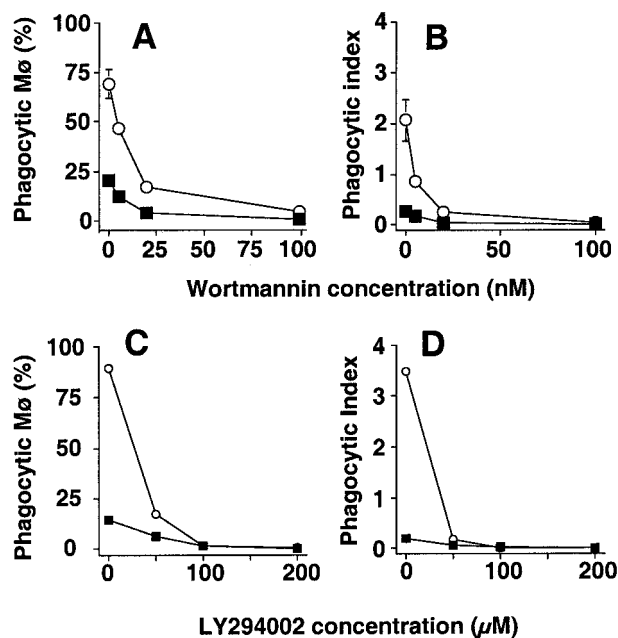 A
Phagocytic Mø (%)
100
75
50
25
0
0 25 50 75 100
B
Phagocytic index
4
3
2
1
0
0 25 50 75 100
Wortmannin concentration (nM)
C
Phagocytic Mø (%)
100
75
50
25
0
0 100 200
D
Phagocytic Index
4
3
2
1
0
0 100 200
LY294002 concentration (µM)